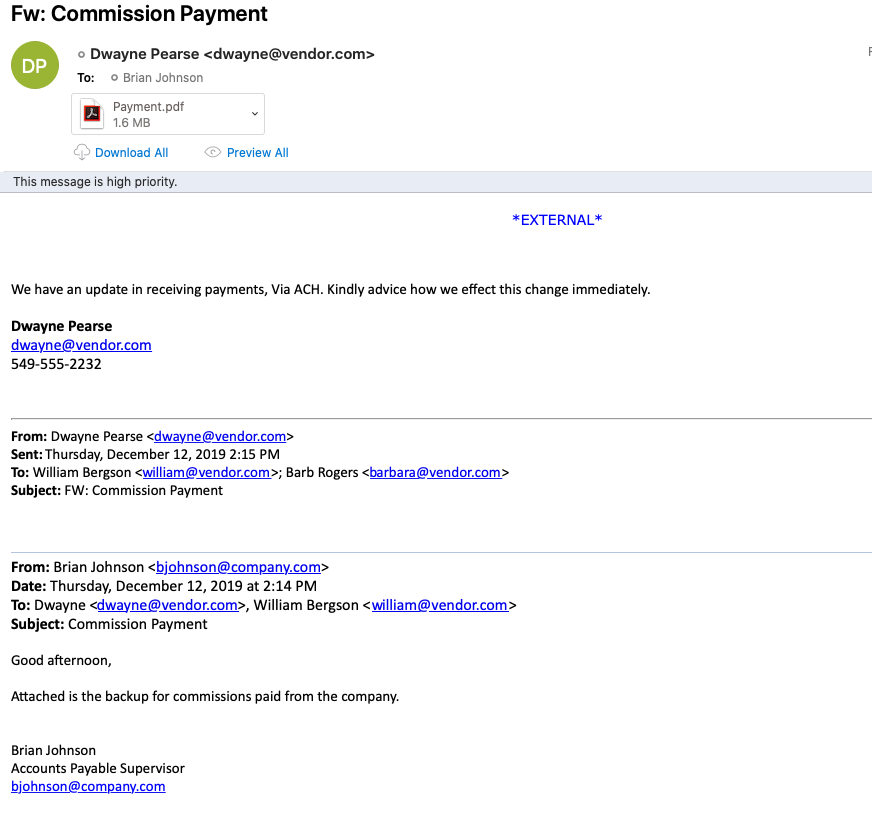 Fw: Commission Payment
DP
Dwayne Pearse <dwayne@vendor.com>
To: Brian Johnson
Payment.pdf
1.6 MB
Download All Preview All
This message is high priority.
*EXTERNAL*
We have an update in receiving payments, Via ACH. Kindly advice how we effect this change immediately.
Dwayne Pearse
dwayne@vendor.com
549-555-2232
From: Dwayne Pearse <dwayne@vendor.com>
Sent: Thursday, December 12, 2019 2:15 PM
To: William Bergson <william@vendor.com>; Barb Rogers <barbara@vendor.com>
Subject: FW: Commission Payment
From: Brian Johnson <bjohnson@company.com>
Date: Thursday, December 12, 2019 at 2:14 PM
To: Dwayne <dwayne@vendor.com>, William Bergson <william@vendor.com>
Subject: Commission Payment
Good afternoon,
Attached is the backup for commissions paid from the company.
Brian Johnson
Accounts Payable Supervisor
bjohnson@company.com